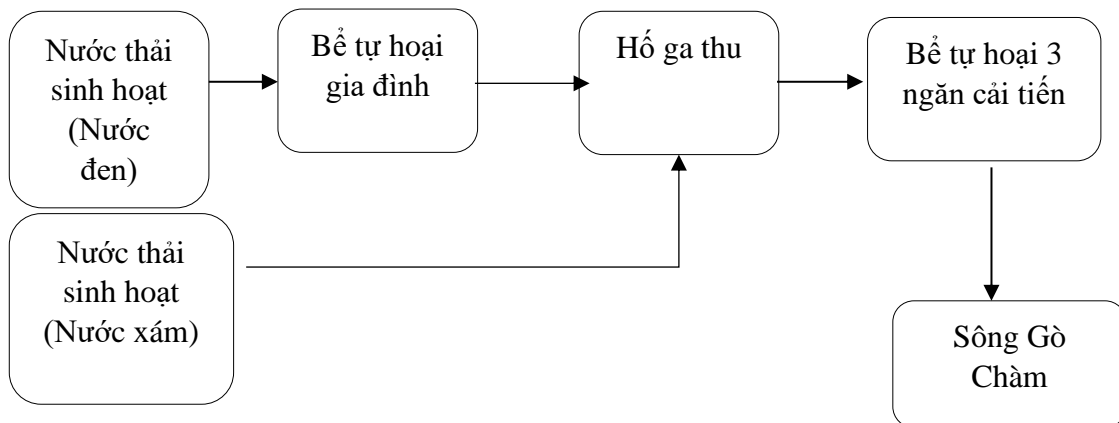 Nước thải
sinh hoạt
(Nước
đen)
Bể tự hoại
gia đình
Hố ga thu
Bể tự hoại 3
ngăn cải tiến
Nước thải
sinh hoạt
(Nước xám)
Sông Gò
Chàm